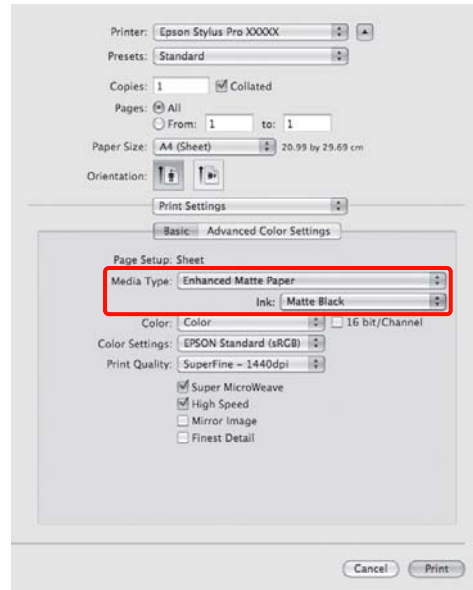 Printer: Epson Stylus Pro XXXXX
Presets: Standard
Copies: 1 Collated
Pages: All
From: 1 to: 1
Paper Size: A4 (Sheet) 20.99 by 29.69 cm
Orientation:
Print Settings
Basic Advanced Color Settings
Page Setup: Sheet
Media Type: Enhanced Matte Paper
Ink: Matte Black
Color: Color 16 bit/Channel
Color Settings: EPSON Standard (sRGB)
Print Quality: SuperFine – 1440dpi
Super MicroWeave
High Speed
Mirror Image
Finest Detail
Cancel Print